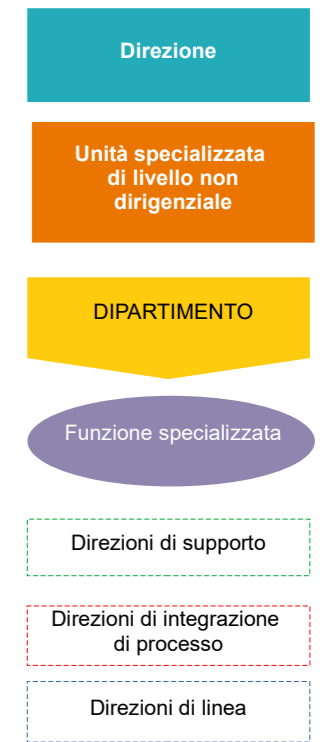 Direzione
Unità specializzata
di livello non
dirigenziale
DIPARTIMENTO
Funzione specializzata
Direzioni di supporto
Direzioni di integrazione
di processo
Direzioni di linea